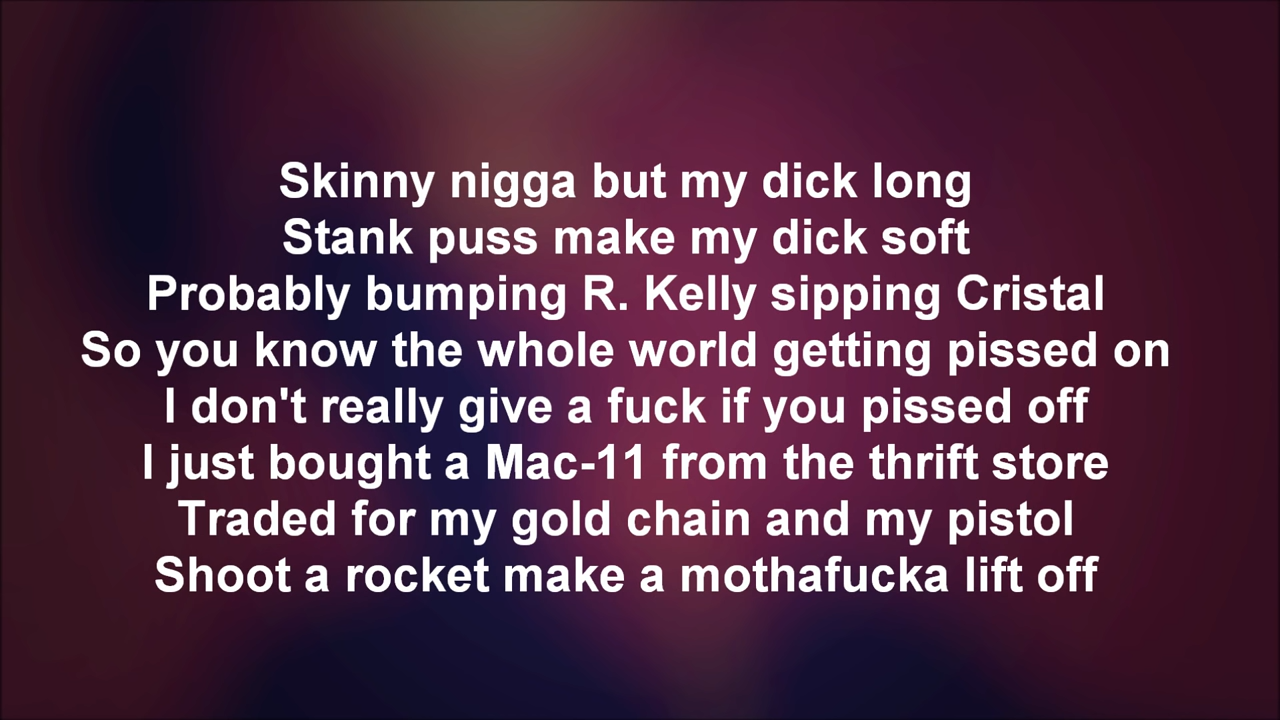 Skinny nigga but my dick long
Stank puss make my dick soft
Probably bumping R. Kelly sipping Cristal
So you know the whole world getting pissed on
I don't really give a fuck if you pissed off
I just bought a Mac-11 from the thrift store
Traded for my gold chain and my pistol
Shoot a rocket make a mothafucka lift off